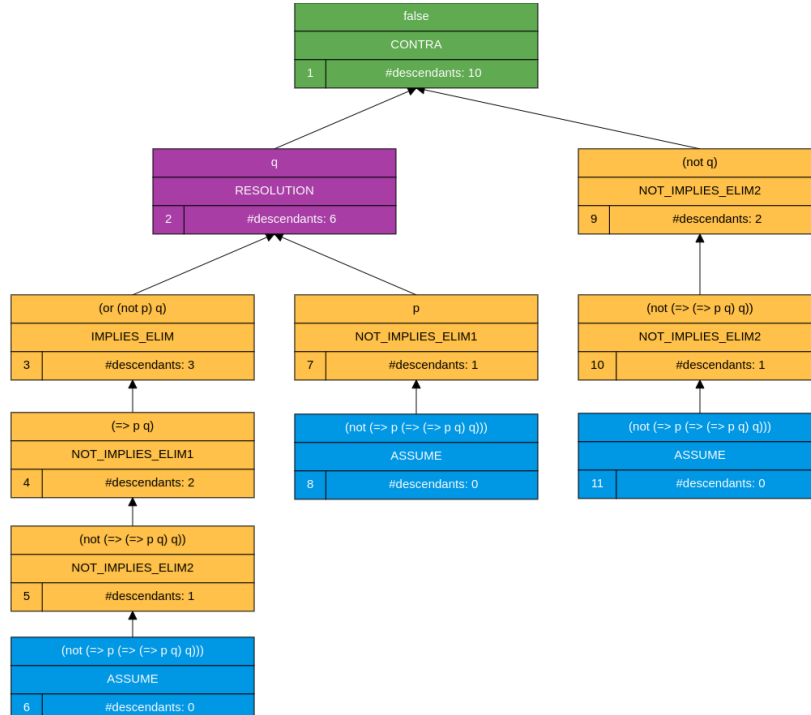 false
CONTRA
1 #descendants: 10
q
RESOLUTION
2 #descendants: 6
(not q)
NOT_IMPLIES_ELIM2
9 #descendants: 2
(or (not p) q)
IMPLIES_ELIM
3 #descendants: 3
p
NOT_IMPLIES_ELIM1
7 #descendants: 1
(not (=> (=> p q) q))
NOT_IMPLIES_ELIM2
10 #descendants: 1
(=> p q)
NOT_IMPLIES_ELIM1
4 #descendants: 2
(not (=> p (=> (=> p q) q)))
ASSUME
8 #descendants: 0
(not (=> p (=> (=> p q) q)))
ASSUME
11 #descendants: 0
(not (=> (=> p q) q))
NOT_IMPLIES_ELIM2
5 #descendants: 1
(not (=> p (=> (=> p q) q)))
ASSUME
6 #descendants: 0